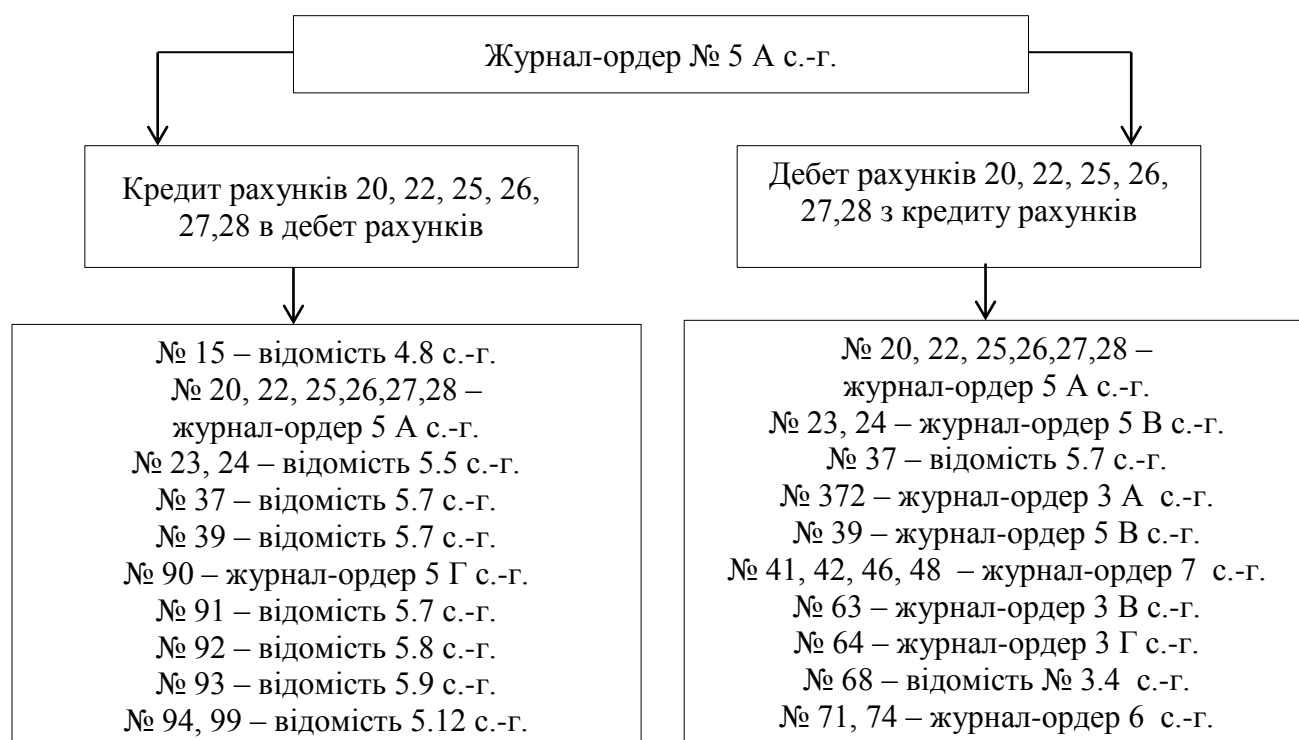 Журнал-ордер № 5 А с.-г.
Кредит рахунків 20, 22, 25, 26,
27,28 в дебет рахунків
Дебет рахунків 20, 22, 25, 26,
27,28 з кредиту рахунків
№ 15 – відомість 4.8 с.-г.
№ 20, 22, 25,26,27,28 –
журнал-ордер 5 А с.-г.
№ 23, 24 – відомість 5.5 с.-г.
№ 37 – відомість 5.7 с.-г.
№ 39 – відомість 5.7 с.-г.
№ 90 – журнал-ордер 5 Г с.-г.
№ 91 – відомість 5.7 с.-г.
№ 92 – відомість 5.8 с.-г.
№ 93 – відомість 5.9 с.-г.
№ 94, 99 – відомість 5.12 с.-г.
№ 20, 22, 25,26,27,28 –
журнал-ордер 5 А с.-г.
№ 23, 24 – журнал-ордер 5 В с.-г.
№ 37 – відомість 5.7 с.-г.
№ 372 – журнал-ордер 3 А с.-г.
№ 39 – журнал-ордер 5 В с.-г.
№ 41, 42, 46, 48 – журнал-ордер 7 с.-г.
№ 63 – журнал-ордер 3 В с.-г.
№ 64 – журнал-ордер 3 Г с.-г.
№ 68 – відомість № 3.4 с.-г.
№ 71, 74 – журнал-ордер 6 с.-г.